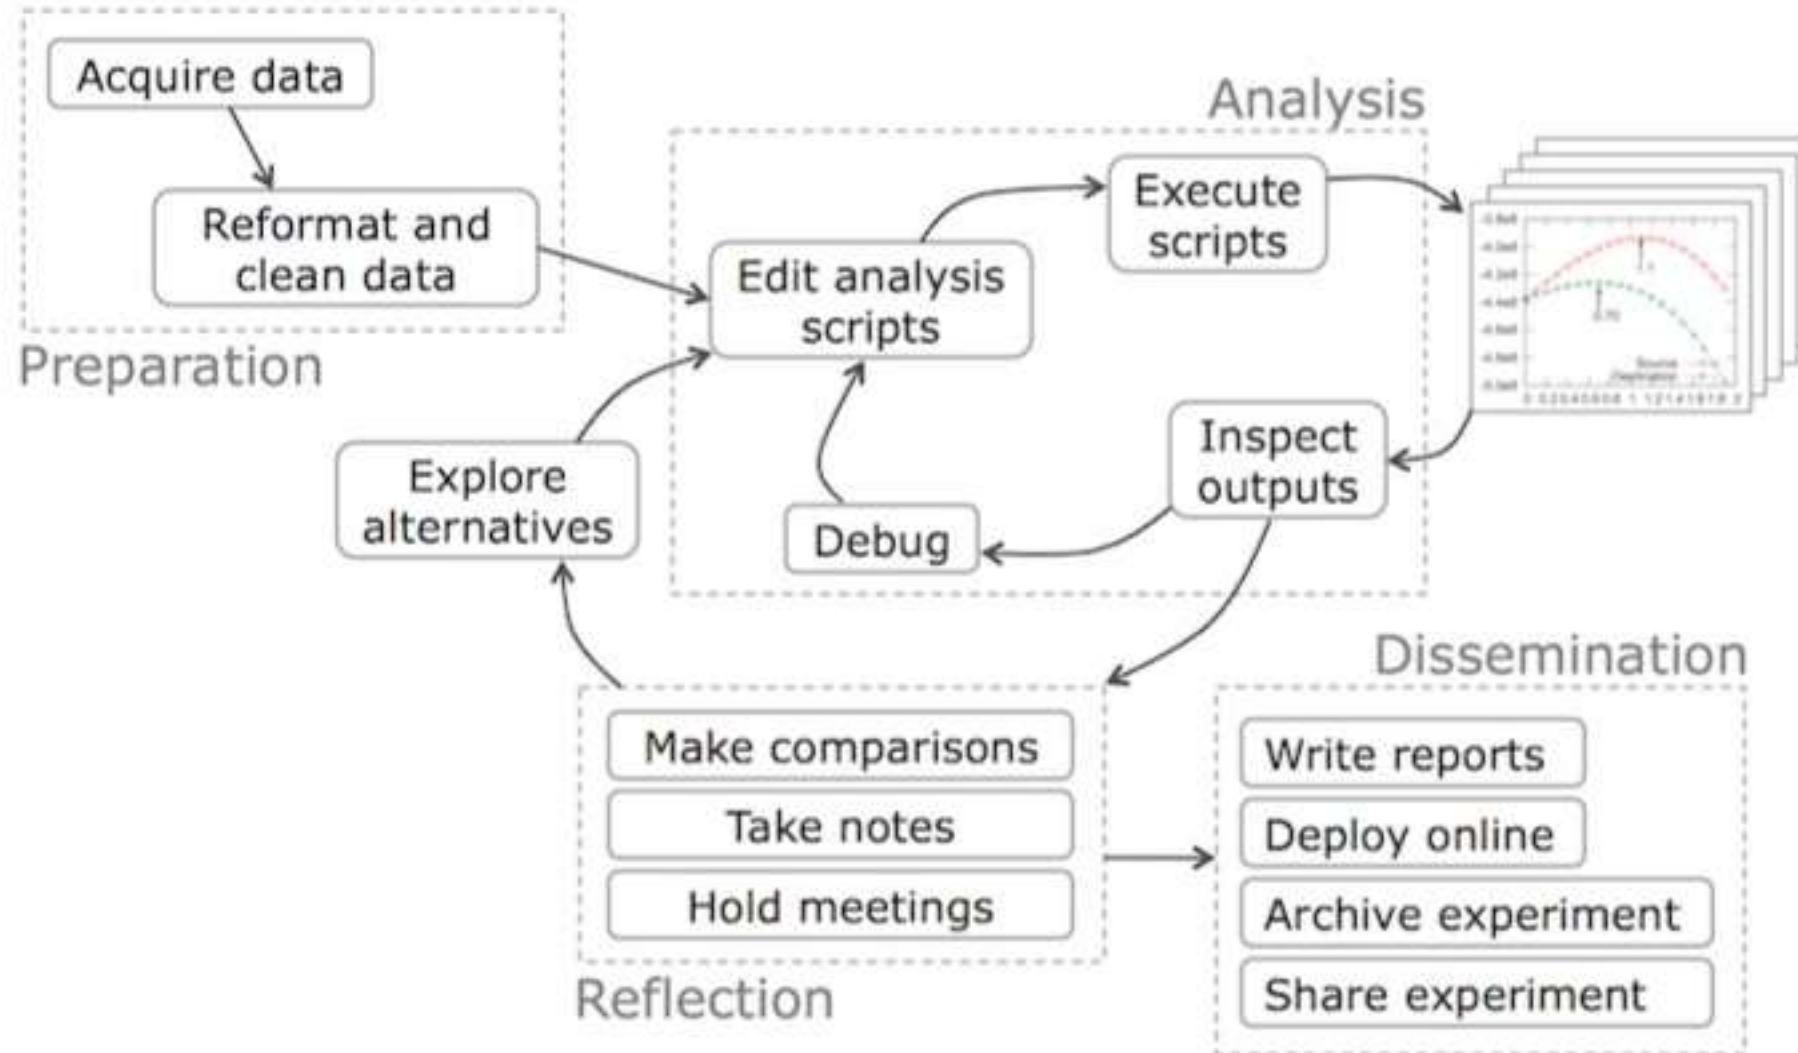 Acquire data
Reformat and
clean data
Preparation
Analysis
Edit analysis
scripts
Execute
scripts
Inspect
outputs
Debug
Explore
alternatives
Make comparisons
Take notes
Hold meetings
Reflection
Dissemination
Write reports
Deploy online
Archive experiment
Share experiment